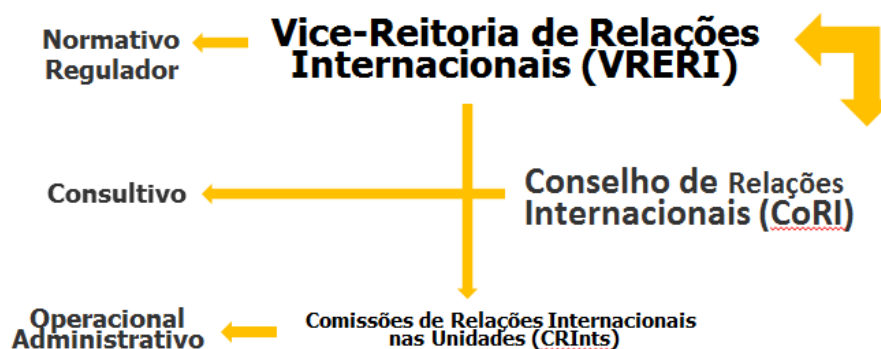 Normativo
Regulador
Vice-Reitoria de Relações
Internacionais (VRERI)
Consultivo
Conselho de Relações
Internacionais (CoRI)
Operacional
Administrativo
Comissões de Relações Internacionais
nas Unidades (CRInts)